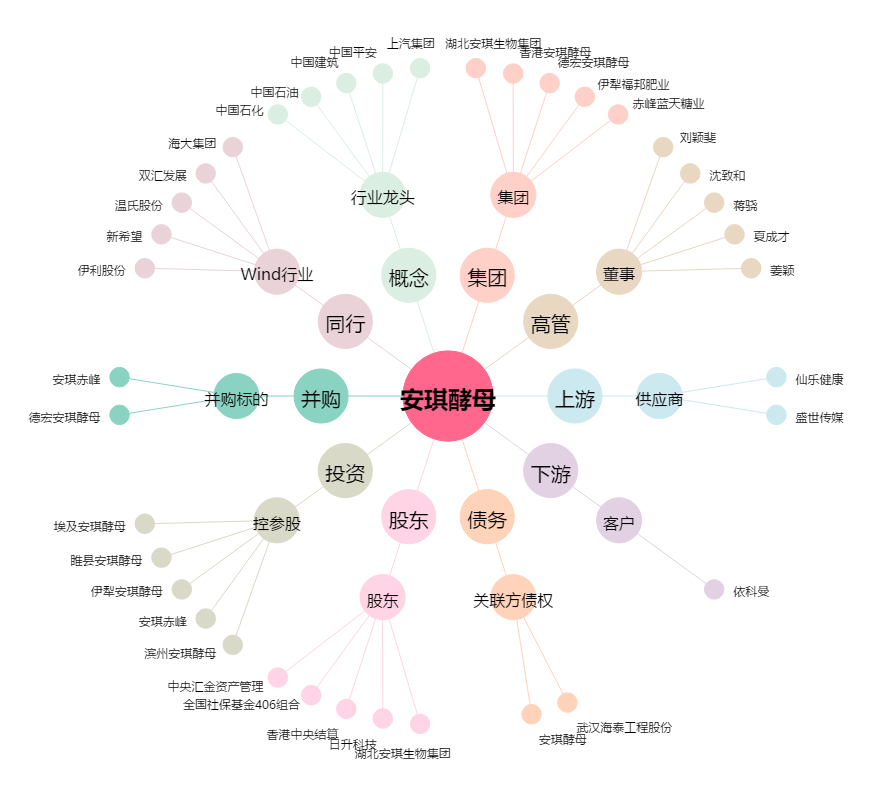 上汽集团
湖北安琪生物集团
中国平安
香港安琪酵母
中国建筑
德宏安琪酵母
中国石油
伊犁福邦肥业
中国石化
赤峰蓝天糖业
海大集团
刘颖斐
双汇发展
沈致和
行业龙头
集团
温氏股份
蒋骁
新希望
夏成才
伊利股份
Wind行业
概念
集团
董事
姜颖
同行
高管
安琪赤峰
仙乐健康
并购标的
并购
安琪酵母
上游
供应商
德宏安琪酵母
盛世传媒
投资
下游
埃及安琪酵母
控参股
股东
债务
客户
睢县安琪酵母
伊犁安琪酵母
依科曼
股东
关联方债权
安琪赤峰
滨州安琪酵母
中央汇金资产管理
全国社保基金406组合
武汉海泰工程股份
香港中央结算
安琪酵母
日升科技
湖北安琪生物集团